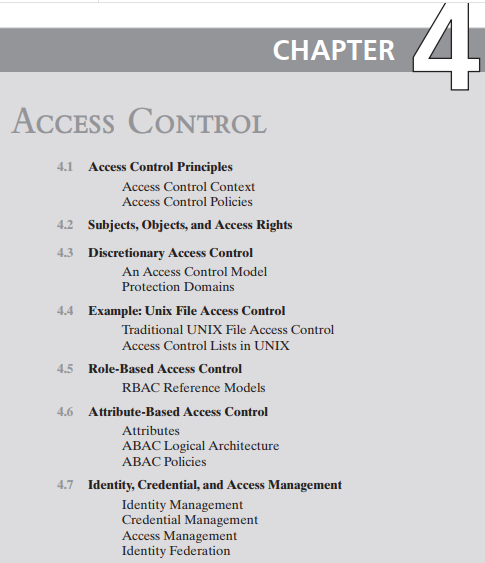 CHAPTER 4
ACCESS CONTROL
4.1 Access Control Principles
Access Control Context
Access Control Policies
4.2 Subjects, Objects, and Access Rights
4.3 Discretionary Access Control
An Access Control Model
Protection Domains
4.4 Example: Unix File Access Control
Traditional UNIX File Access Control
Access Control Lists in UNIX
4.5 Role-Based Access Control
RBAC Reference Models
4.6 Attribute-Based Access Control
Attributes
ABAC Logical Architecture
ABAC Policies
4.7 Identity, Credential, and Access Management
Identity Management
Credential Management
Access Management
Identity Federation